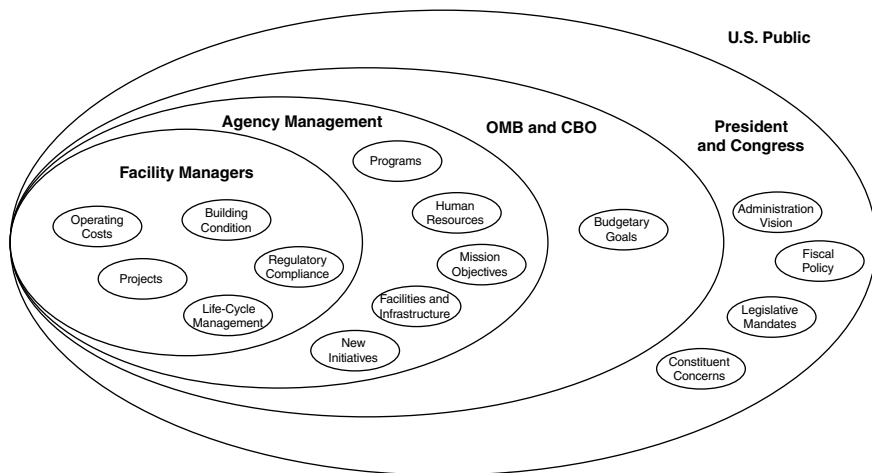 U.S. Public
President
and Congress
OMB and CBO
Agency Management
Facility Managers
Operating
Costs
Building
Condition
Projects
Regulatory
Compliance
Life-Cycle
Management
Programs
Human
Resources
Mission
Objectives
Facilities and
Infrastructure
New
Initiatives
Budgetary
Goals
Administration
Vision
Fiscal
Policy
Legislative
Mandates
Constituent
Concerns